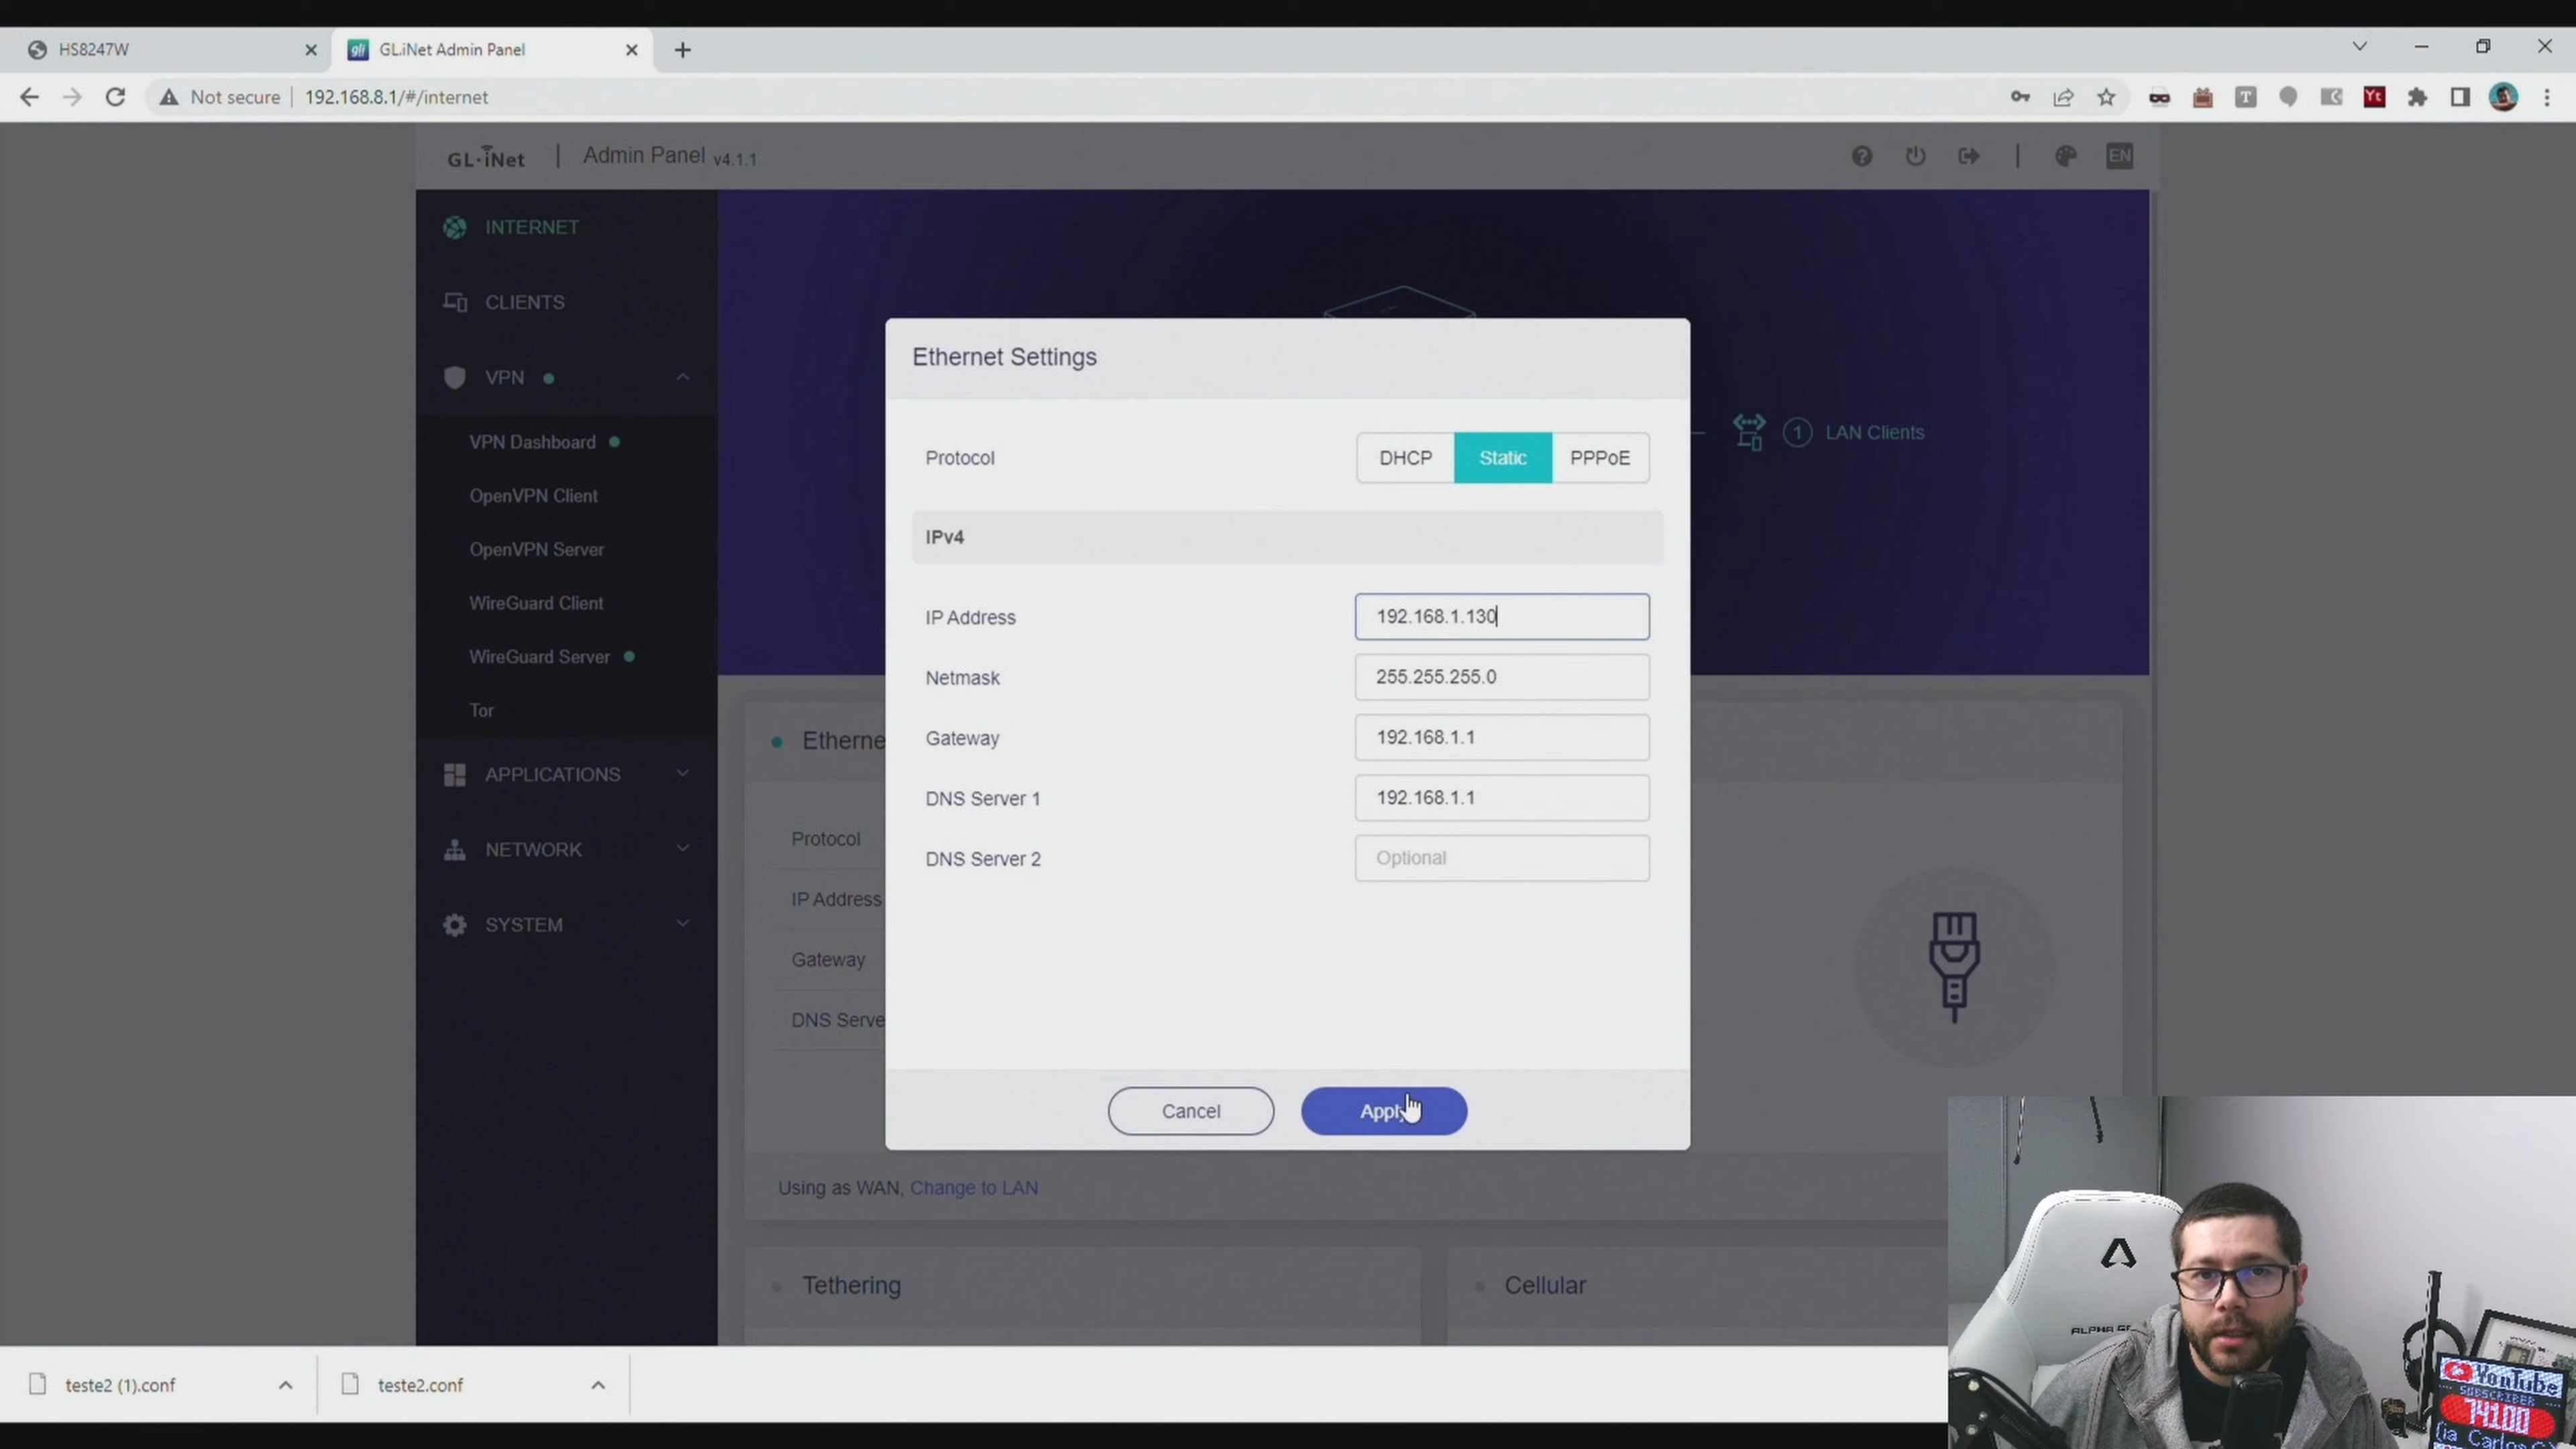 HS8247W
GL.iNet Admin Panel
Not secure
192.168.8.1/#/internet
GL·iNet
Admin Panel v4.1.1
EN
INTERNET
CLIENTS
VPN
VPN Dashboard
OpenVPN Client
OpenVPN Server
WireGuard Client
WireGuard Server
Tor
APPLICATIONS
NETWORK
SYSTEM
1 LAN Clients
Ethernet Settings
Protocol
DHCP
Static
PPPoE
IPv4
IP Address
192.168.1.130
Netmask
255.255.255.0
Gateway
192.168.1.1
DNS Server 1
192.168.1.1
DNS Server 2
Optional
Cancel
Apply
Etherne
Protocol
IP Address
Gateway
DNS Serve
Using as WAN, Change to LAN
Tethering
Cellular
teste2 (1).conf
teste2.conf
YouTube
SUBSCRIBER
74100